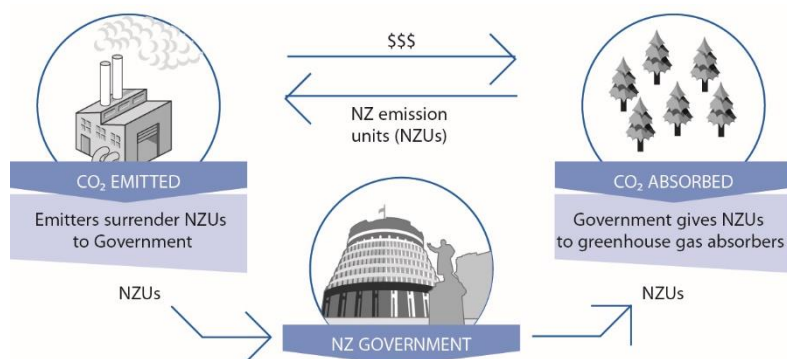 $$$
NZ emission
units (NZUs)
CO₂ EMITTED
Emitters surrender NZUs
to Government
CO₂ ABSORBED
Government gives NZUs
to greenhouse gas absorbers
NZUs
NZUs
NZ GOVERNMENT